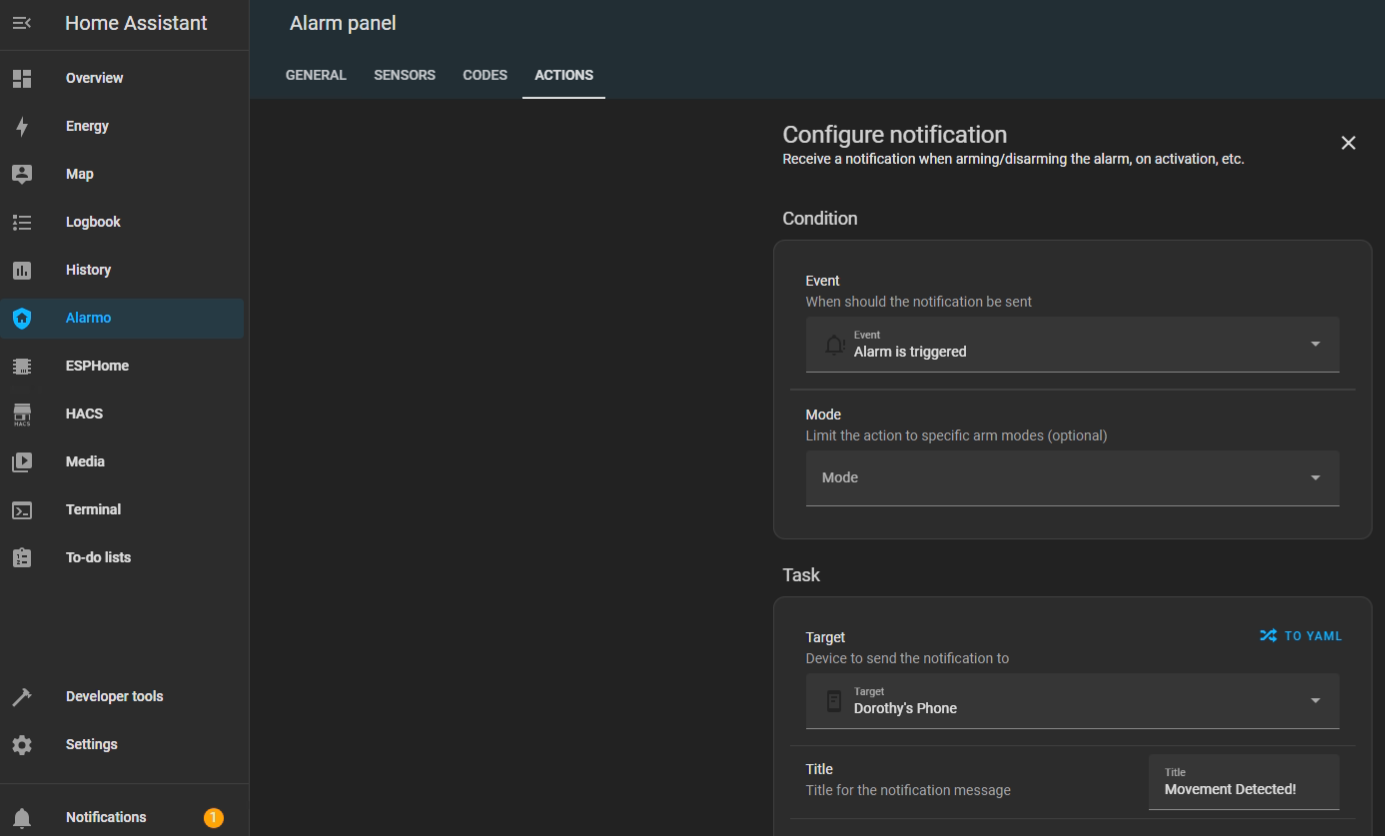 Home Assistant
Overview
Energy
Map
Logbook
History
Alarmo
ESPHome
HACS
HACS
Media
Terminal
To-do lists
Developer tools
Settings
Notifications 1
Alarm panel
GENERAL SENSORS CODES ACTIONS
Configure notification
Receive a notification when arming/disarming the alarm, on activation, etc.
Condition
Event
When should the notification be sent
Event
Alarm is triggered
Mode
Limit the action to specific arm modes (optional)
Mode
Task
Target
TO YAML
Device to send the notification to
Target
Dorothy's Phone
Title
Title for the notification message
Title
Movement Detected!